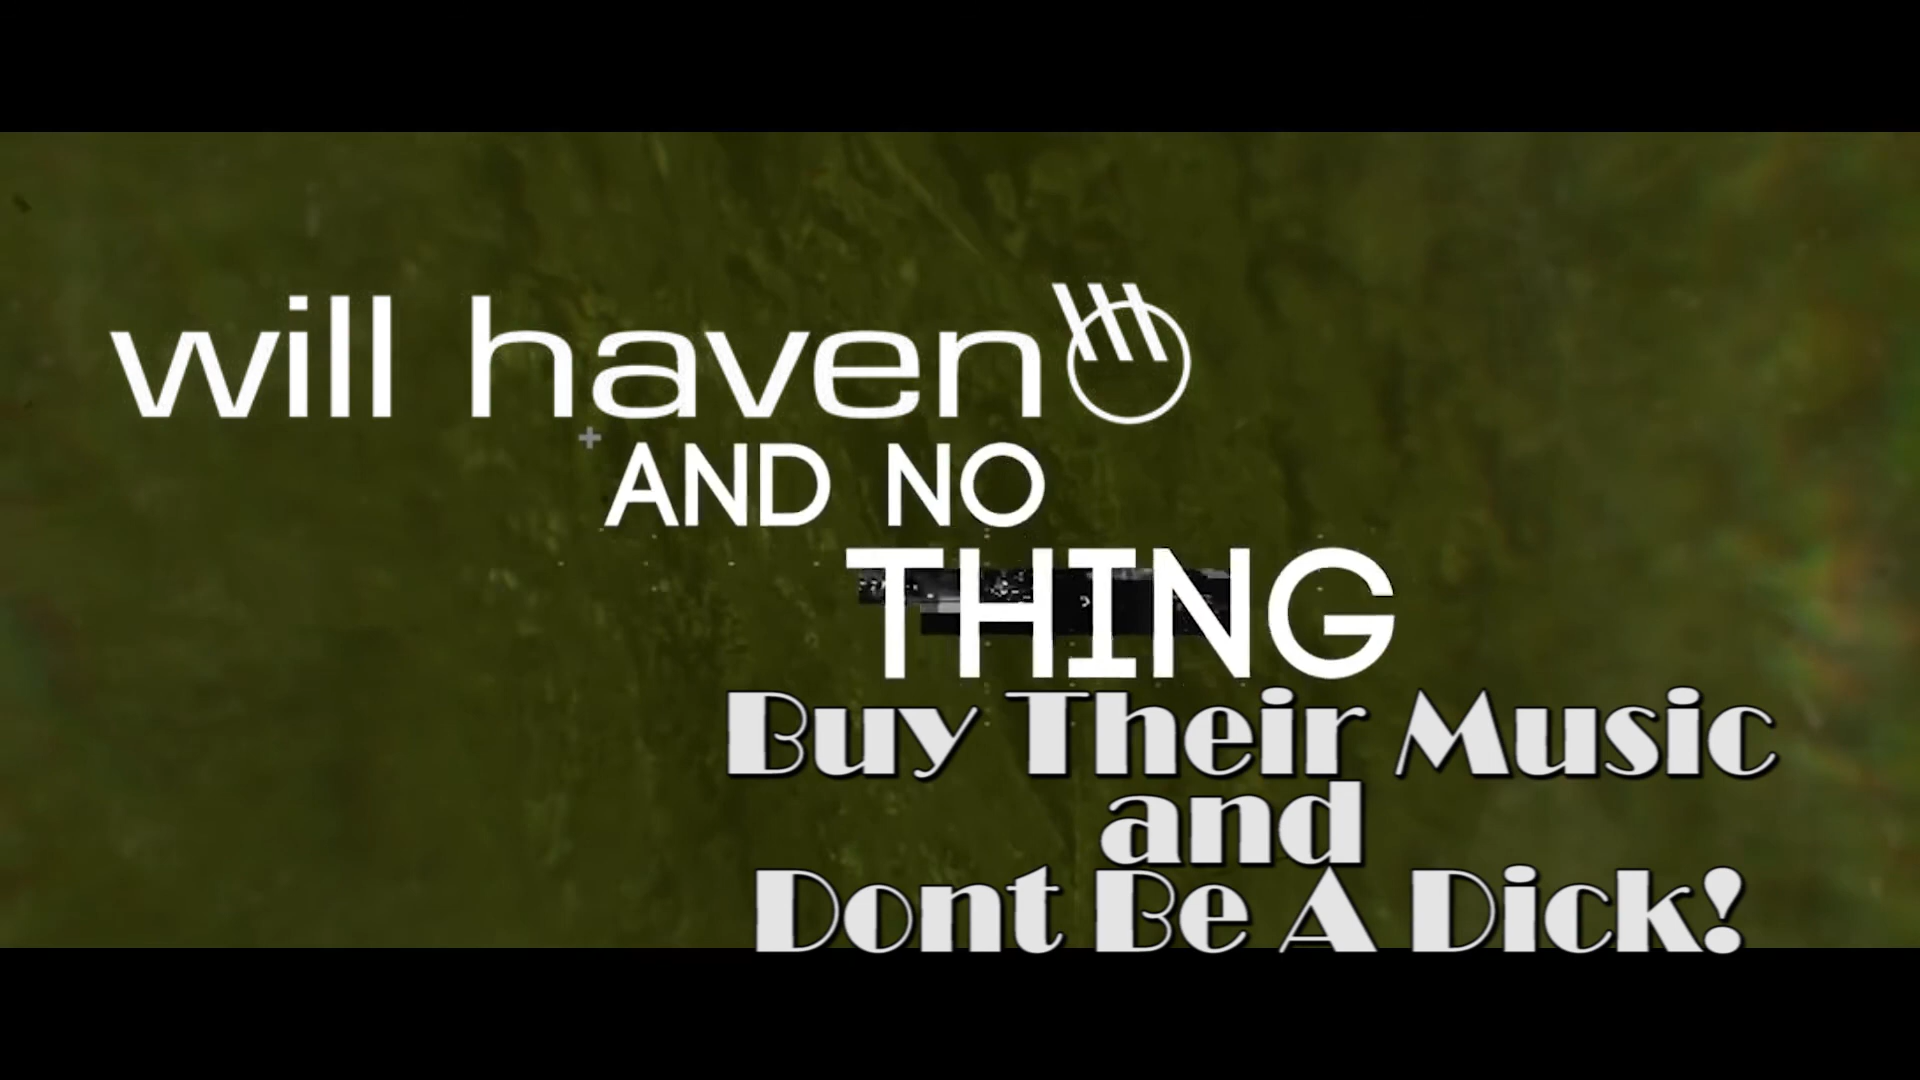 will haven
AND NO
THING
Buy Their Music
and
Dont Be A Dick!